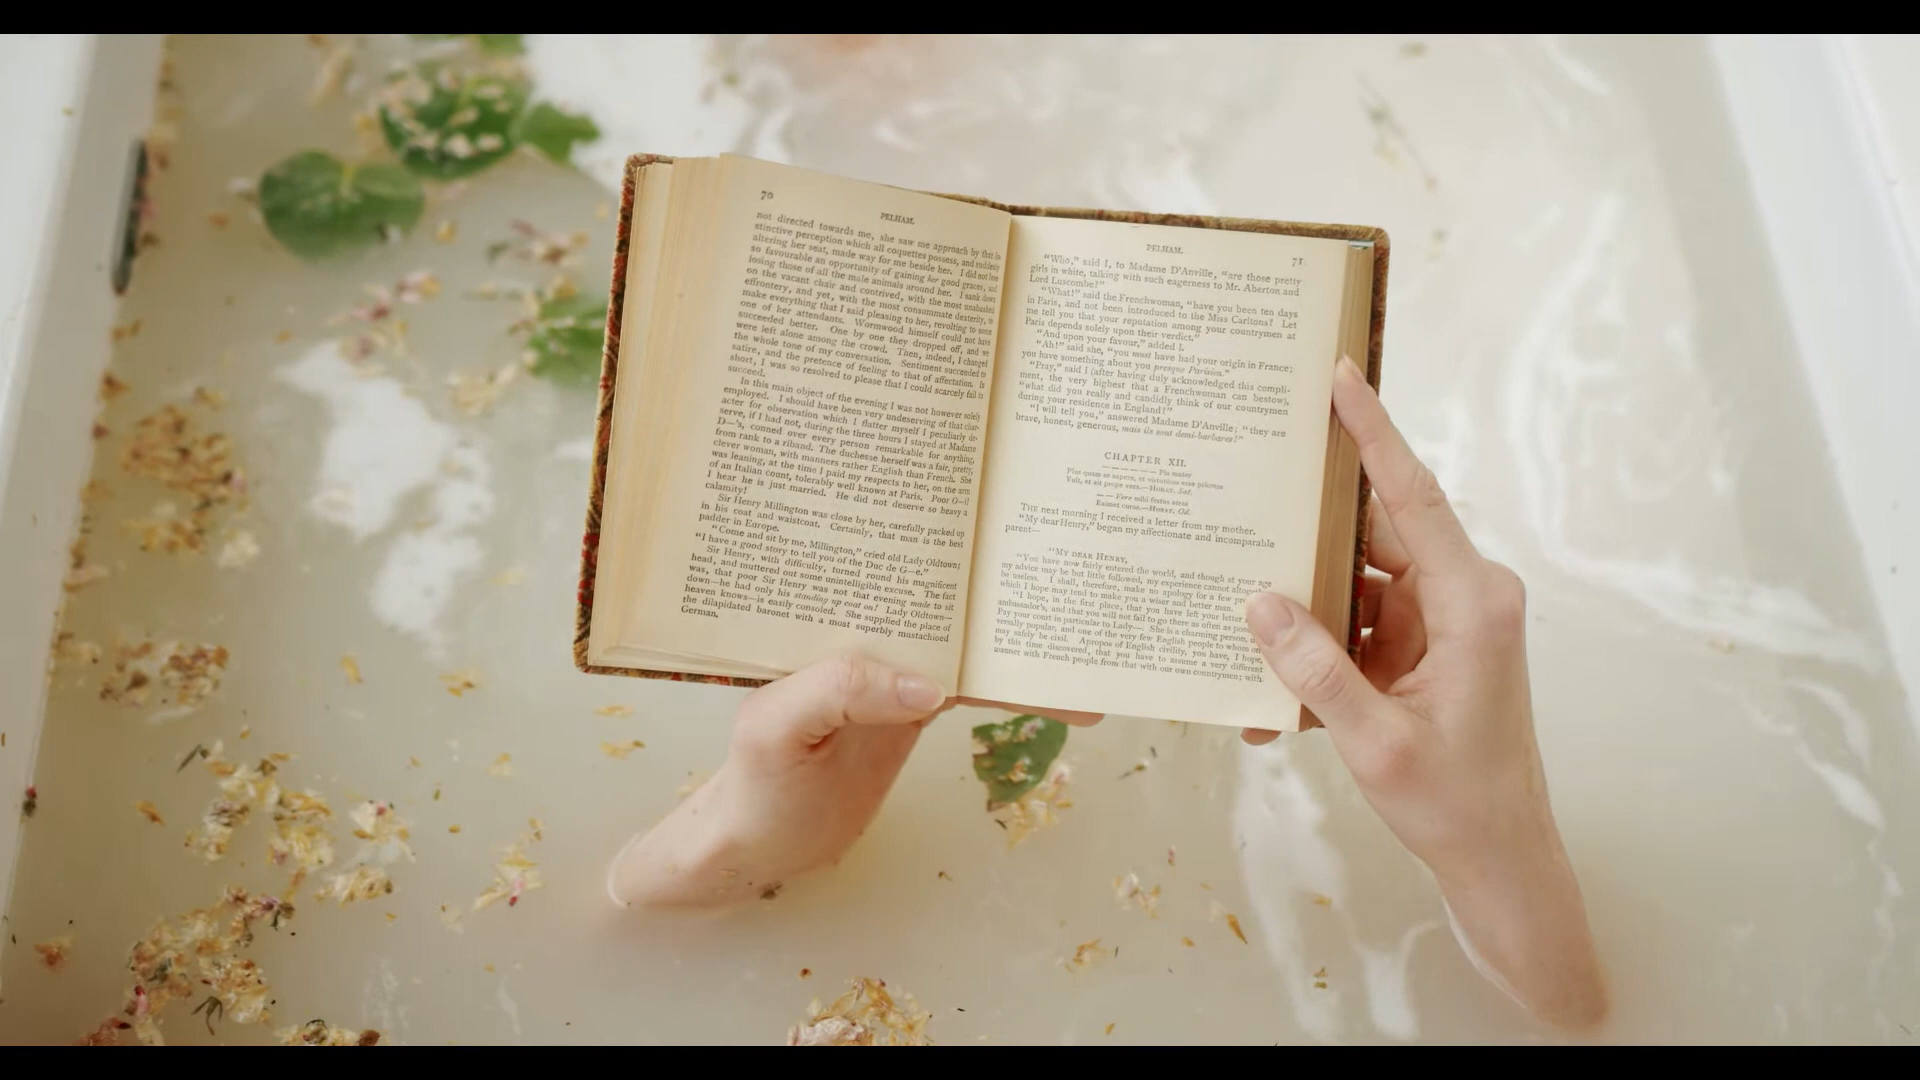 70
PELHAM.
not directed towards me, she saw me approach by that in-
stinctive perception which all coquettes possess, and suddenly
altering her seat, made way for me beside her. I did not lose
so favourable an opportunity of gaining her good graces, and
losing those of all the male animals around her. I sank down
on the vacant chair and contrived, with the most unabashed
effrontery, and yet, with the most consummate dexterity, to
make everything that I said pleasing to her, revolting to some
one of her attendants. Wormwood himself could not have
succeeded better. One by one they dropped off, and we
were left alone among the crowd. Then, indeed, I changed
the whole tone of my conversation. Sentiment succeeded to
satire, and the pretence of feeling to that of affectation. In
short, I was so resolved to please that I could scarcely fail to
succeed.
In this main object of the evening I was not however solely
employed. I should have been very undeserving of that char-
acter for observation which I flatter myself I peculiarly de-
serve, if I had not, during the three hours I stayed at Madame
D—'s, conned over every person remarkable for anything,
from rank to a riband. The duchesse herself was a fair, pretty,
clever woman, with manners rather English than French. She
was leaning, at the time I paid my respects to her, on the arm
of an Italian count, tolerably well known at Paris. Poor O—i!
I hear he is just married. He did not deserve so heavy a
calamity!
Sir Henry Millington was close by her, carefully packed up
in his coat and waistcoat. Certainly, that man is the best
padder in Europe.
"Come and sit by me, Millington," cried old Lady Oldtown;
"I have a good story to tell you of the Duc de G—e."
Sir Henry, with difficulty, turned round his magnificent
head, and muttered out some unintelligible excuse. The fact
was, that poor Sir Henry was not that evening made to sit
down—he had only his standing up coat on! Lady Oldtown—
heaven knows—is easily consoled. She supplied the place of
the dilapidated baronet with a most superbly mustachioed
German.
PELHAM.
71
"Who," said I, to Madame D'Anville, "are those pretty
girls in white, talking with such eagerness to Mr. Aberton and
Lord Luscombe?"
"What!" said the Frenchwoman, "have you been ten days
in Paris, and not been introduced to the Miss Carltons? Let
me tell you that your reputation among your countrymen at
Paris depends solely upon their verdict."
"And upon your favour," added I.
"Ah!" said she, "you must have had your origin in France;
you have something about you presque Parisien."
"Pray," said I (after having duly acknowledged this compli-
ment, the very highest that a Frenchwoman can bestow),
"what did you really and candidly think of our countrymen
during your residence in England?"
"I will tell you," answered Madame D'Anville; "they are
brave, honest, generous, mais ils sont demi-barbares!"
CHAPTER XII.
— — — — — — Pia mater
Plus quam se sapere, et virtutibus esse priorem
Vult, et ait prope vera.—HORAT. Sat.
— — Vere mihi festus atras
Eximet curas.—HORAT. Od.
THE next morning I received a letter from my mother.
"My dear Henry," began my affectionate and incomparable
parent—
"MY DEAR HENRY,
"You have now fairly entered the world, and though at your age
my advice may be but little followed, my experience cannot altogether
be useless. I shall, therefore, make no apology for a few
which I hope may tend to make you a wiser and better man.
"I hope, in the first place, that you have left your letter
ambassador's, and that you will not fail to go there as often as
Pay your court in particular to Lady—. She is a charming person,
versally popular, and one of the very few English people to whom
may safely be civil. Apropos of English civility, you have, I hope,
by this time discovered, that you have to assume a very different
manner with French people from that with our own countrymen; with